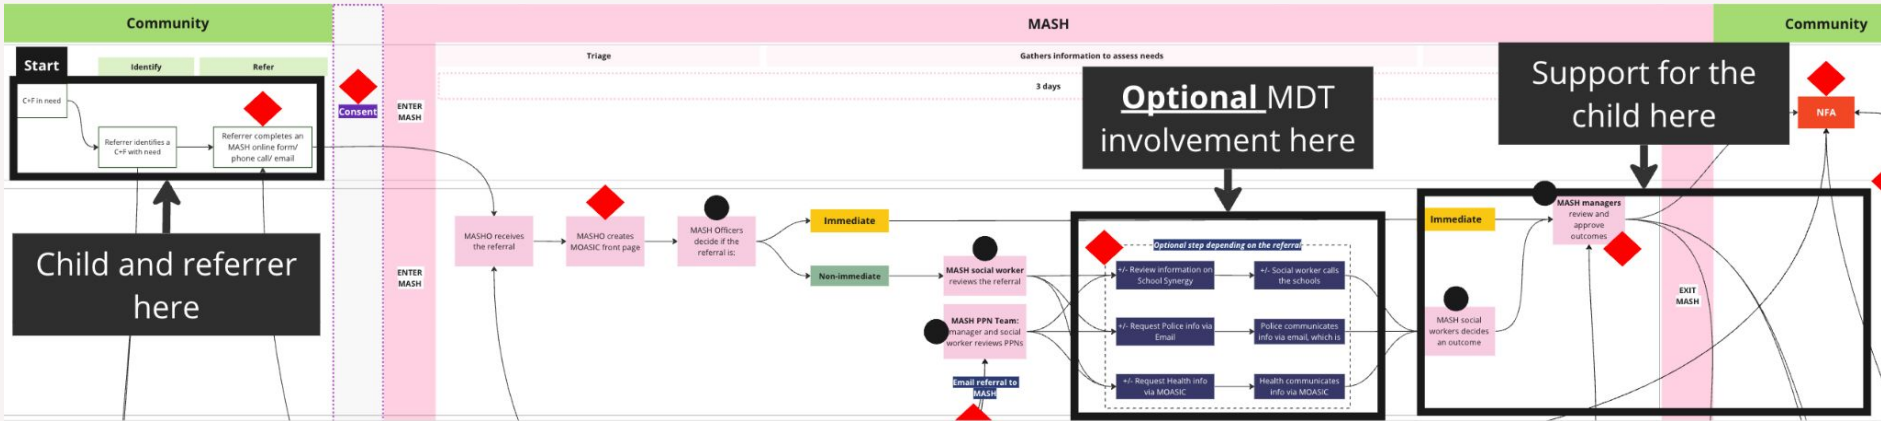 Community
MASH
Community
Start
Identify
Refer
Triage
Gathers information to assess needs
3 days
C+F in need
Referrer identifies a
C+F with need
Referrer completes an
MASH online form/
phone call/ email
Consent
ENTER
MASH
Optional MDT
involvement here
Support for the
child here
NFA
Child and referrer
here
ENTER
MASH
MASHO receives
the referral
MASHO creates
MOASIC front page
MASH Officers
decide if the
referral is:
Immediate
Non-immediate
MASH social worker
reviews the referral
MASH PPN Team:
manager and social
worker reviews PPNs
Email referral to
MASH
Optional step depending on the referral
+/- Review information on
School Synergy
+/- Social worker calls
the schools
+/- Request Police info via
Email
Police communicates
info via email, which is
+/- Request Health info
via MOASIC
Health communicates
info via MOASIC
Immediate
MASH managers
review and
approve
outcomes
MASH social
workers decides
an outcome
EXIT
MASH